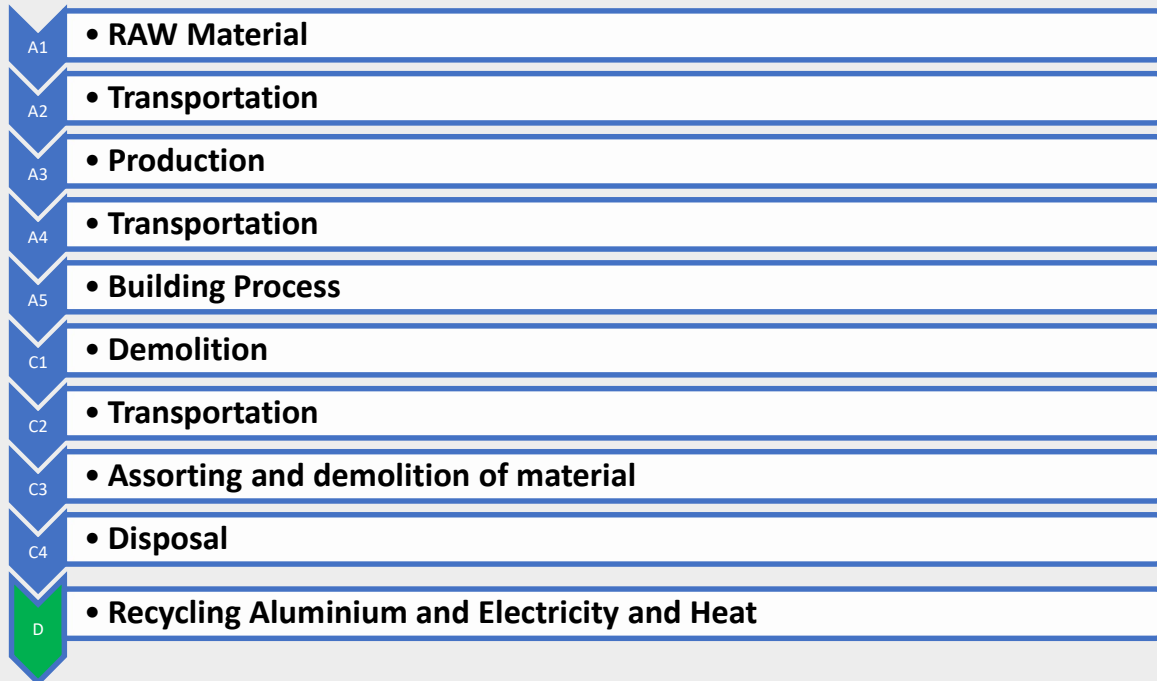 A1 • RAW Material
A2 • Transportation
A3 • Production
A4 • Transportation
A5 • Building Process
C1 • Demolition
C2 • Transportation
C3 • Assorting and demolition of material
C4 • Disposal
D • Recycling Aluminium and Electricity and Heat